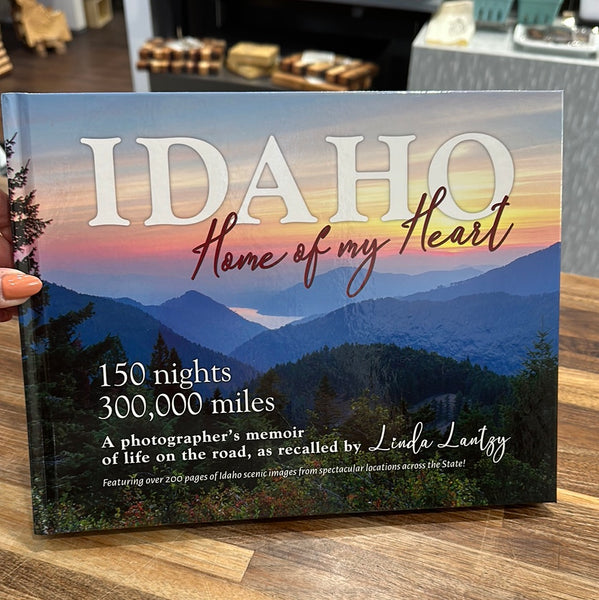 IDAHO
Home of my Heart
150 nights
300,000 miles
A photographer's memoir
of life on the road, as recalled by Linda Lantzy
Featuring over 200 pages of Idaho scenic images from spectacular locations across the State!